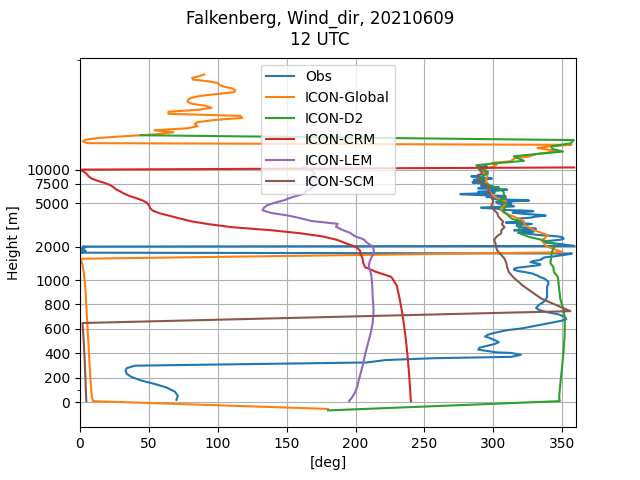 Falkenberg, Wind_dir, 20210609
12 UTC
Obs
ICON-Global
ICON-D2
ICON-CRM
ICON-LEM
ICON-SCM
Height [m]
10000
7500
5000
2000
1000
800
600
400
200
0
0 50 100 150 200 250 300 350
[deg]